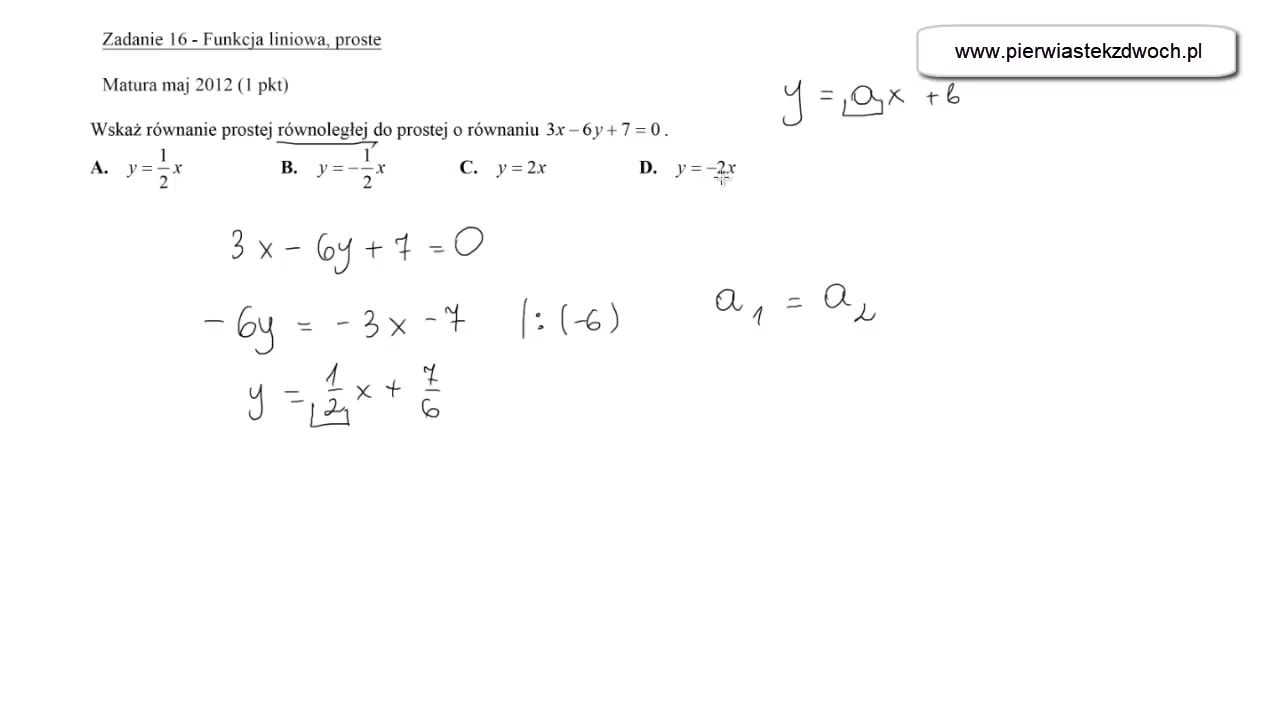 Zadanie 16 - Funkcja liniowa, proste
www.pierwiastekzdwoch.pl
Matura maj 2012 (1 pkt)
y = ax + b
Wskaż równanie prostej równoległej do prostej o równaniu 3x − 6y + 7 = 0.
A. y = 1/2 x B. y = − 1/2 x C. y = 2x D. y = −2x
3x − 6y + 7 = 0
− 6y = − 3x − 7 |: (−6)
a₁ = a₂
y = 1/2 x + 7/6